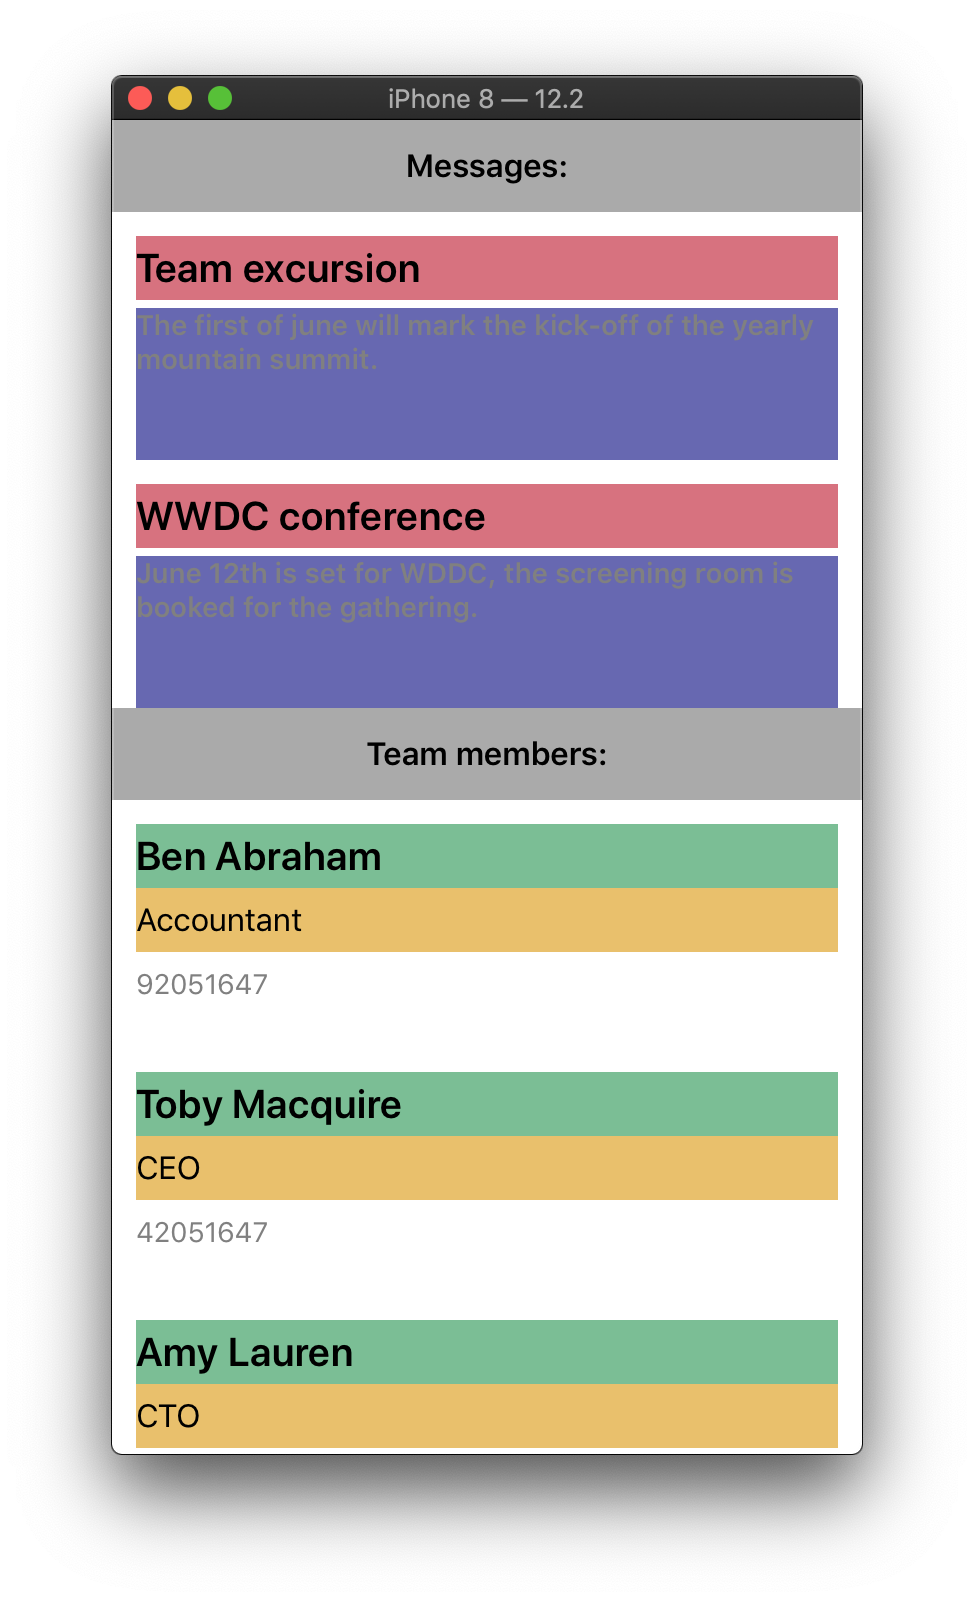 iPhone 8 — 12.2
Messages:
Team excursion
The first of june will mark the kick-off of the yearly
mountain summit.
WWDC conference
June 12th is set for WDDC, the screening room is
booked for the gathering.
Team members:
Ben Abraham
Accountant
92051647
Toby Macquire
CEO
42051647
Amy Lauren
CTO